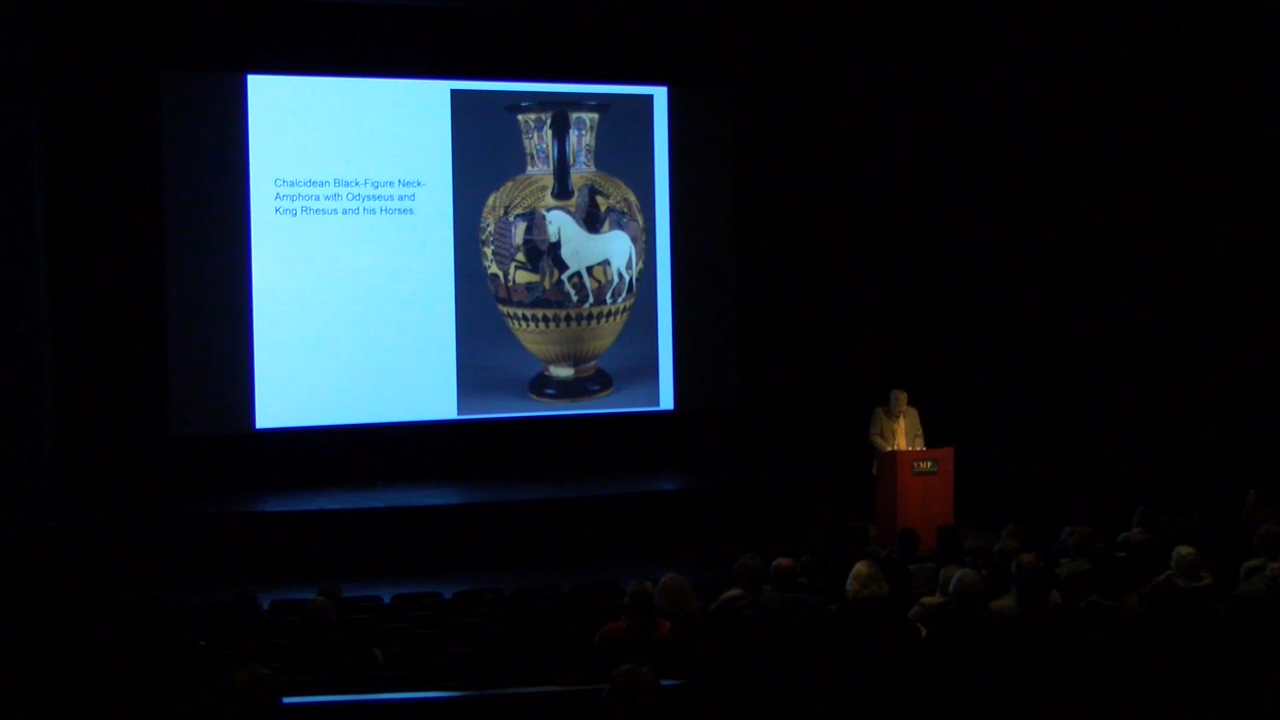 Chalcidean Black-Figure Neck-
Amphora with Odysseus and
King Rhesus and his Horses.
VMFA